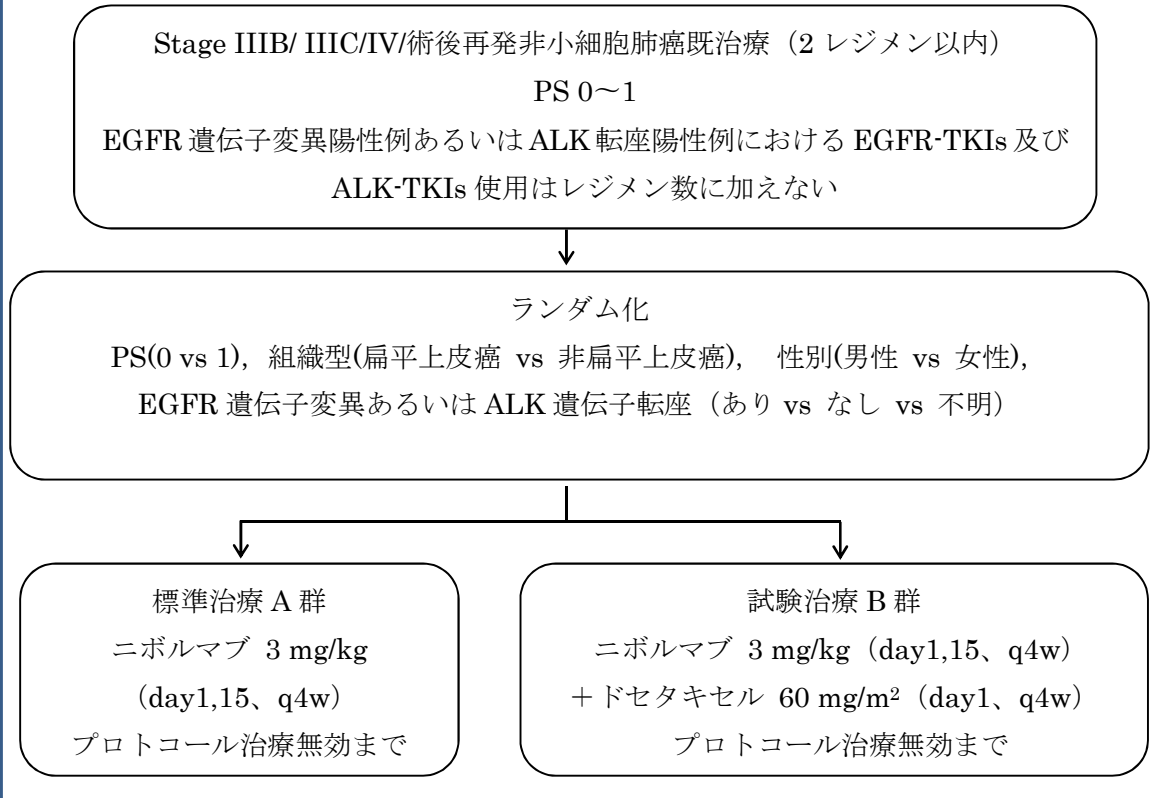 Stage IIIB/ IIIC/IV/術後再発非小細胞肺癌既治療（2 レジメン以内）
PS 0～1
EGFR 遺伝子変異陽性例あるいは ALK 転座陽性例における EGFR-TKIs 及び
ALK-TKIs 使用はレジメン数に加えない
ランダム化
PS(0 vs 1), 組織型(扁平上皮癌 vs 非扁平上皮癌), 性別(男性 vs 女性),
EGFR 遺伝子変異あるいは ALK 遺伝子転座（あり vs なし vs 不明）
標準治療 A 群
ニボルマブ 3 mg/kg
（day1,15、q4w）
プロトコール治療無効まで
試験治療 B 群
ニボルマブ 3 mg/kg（day1,15、q4w）
＋ドセタキセル 60 mg/m²（day1、q4w）
プロトコール治療無効まで